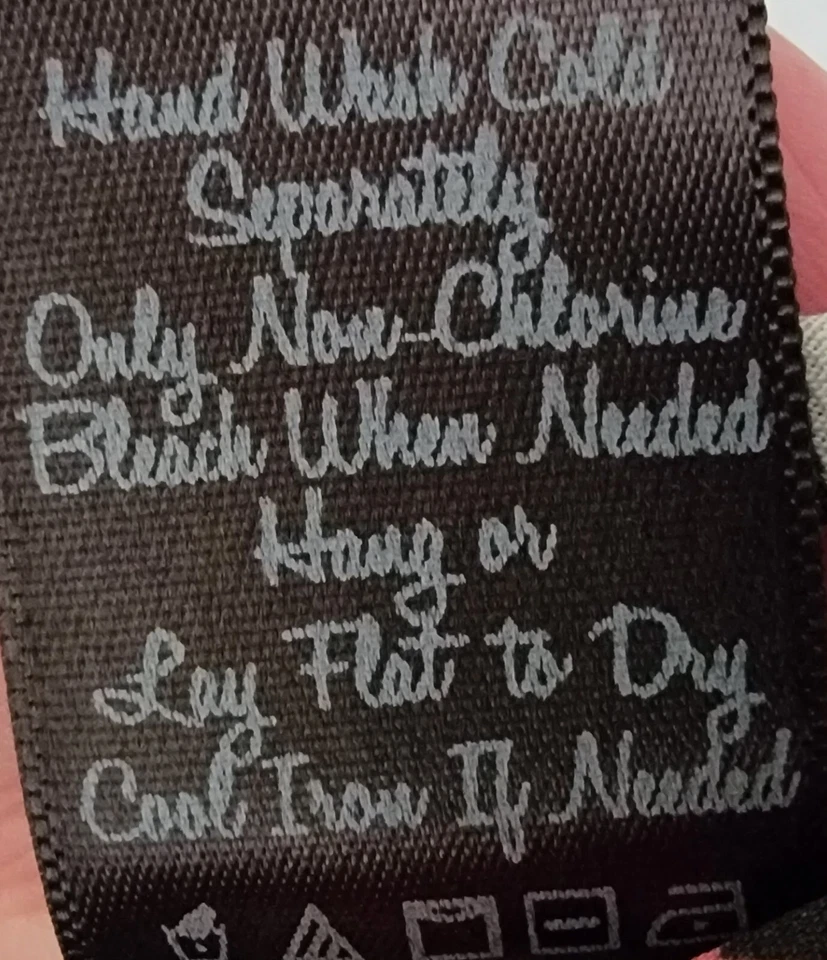 Hand Wash Cold
Separately
Only Non-Chlorine
Bleach When Needed
Hang or
Lay Flat to Dry
Cool Iron If Needed